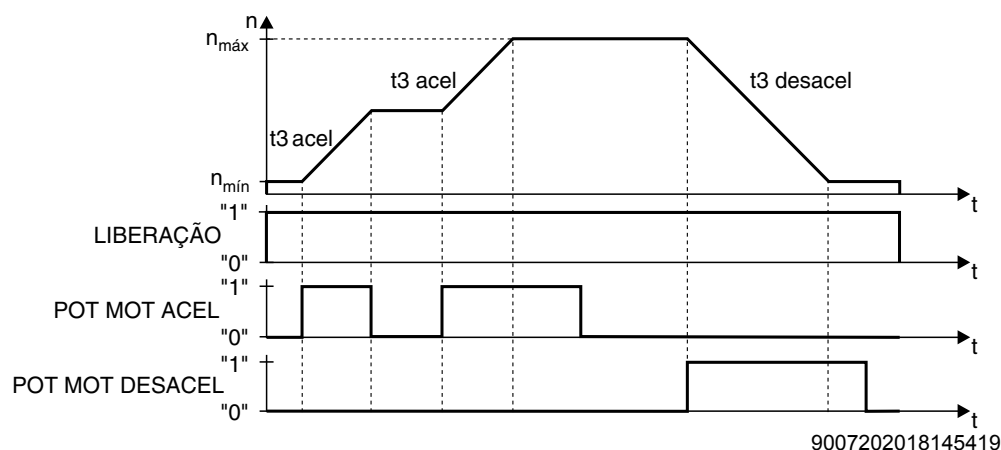 n
nmáx
t3 acel
t3 desacel
t3 acel
nmín
t
"1"
LIBERAÇÃO
"0"
t
"1"
POT MOT ACEL
"0"
t
"1"
POT MOT DESACEL
"0"
t
9007202018145419